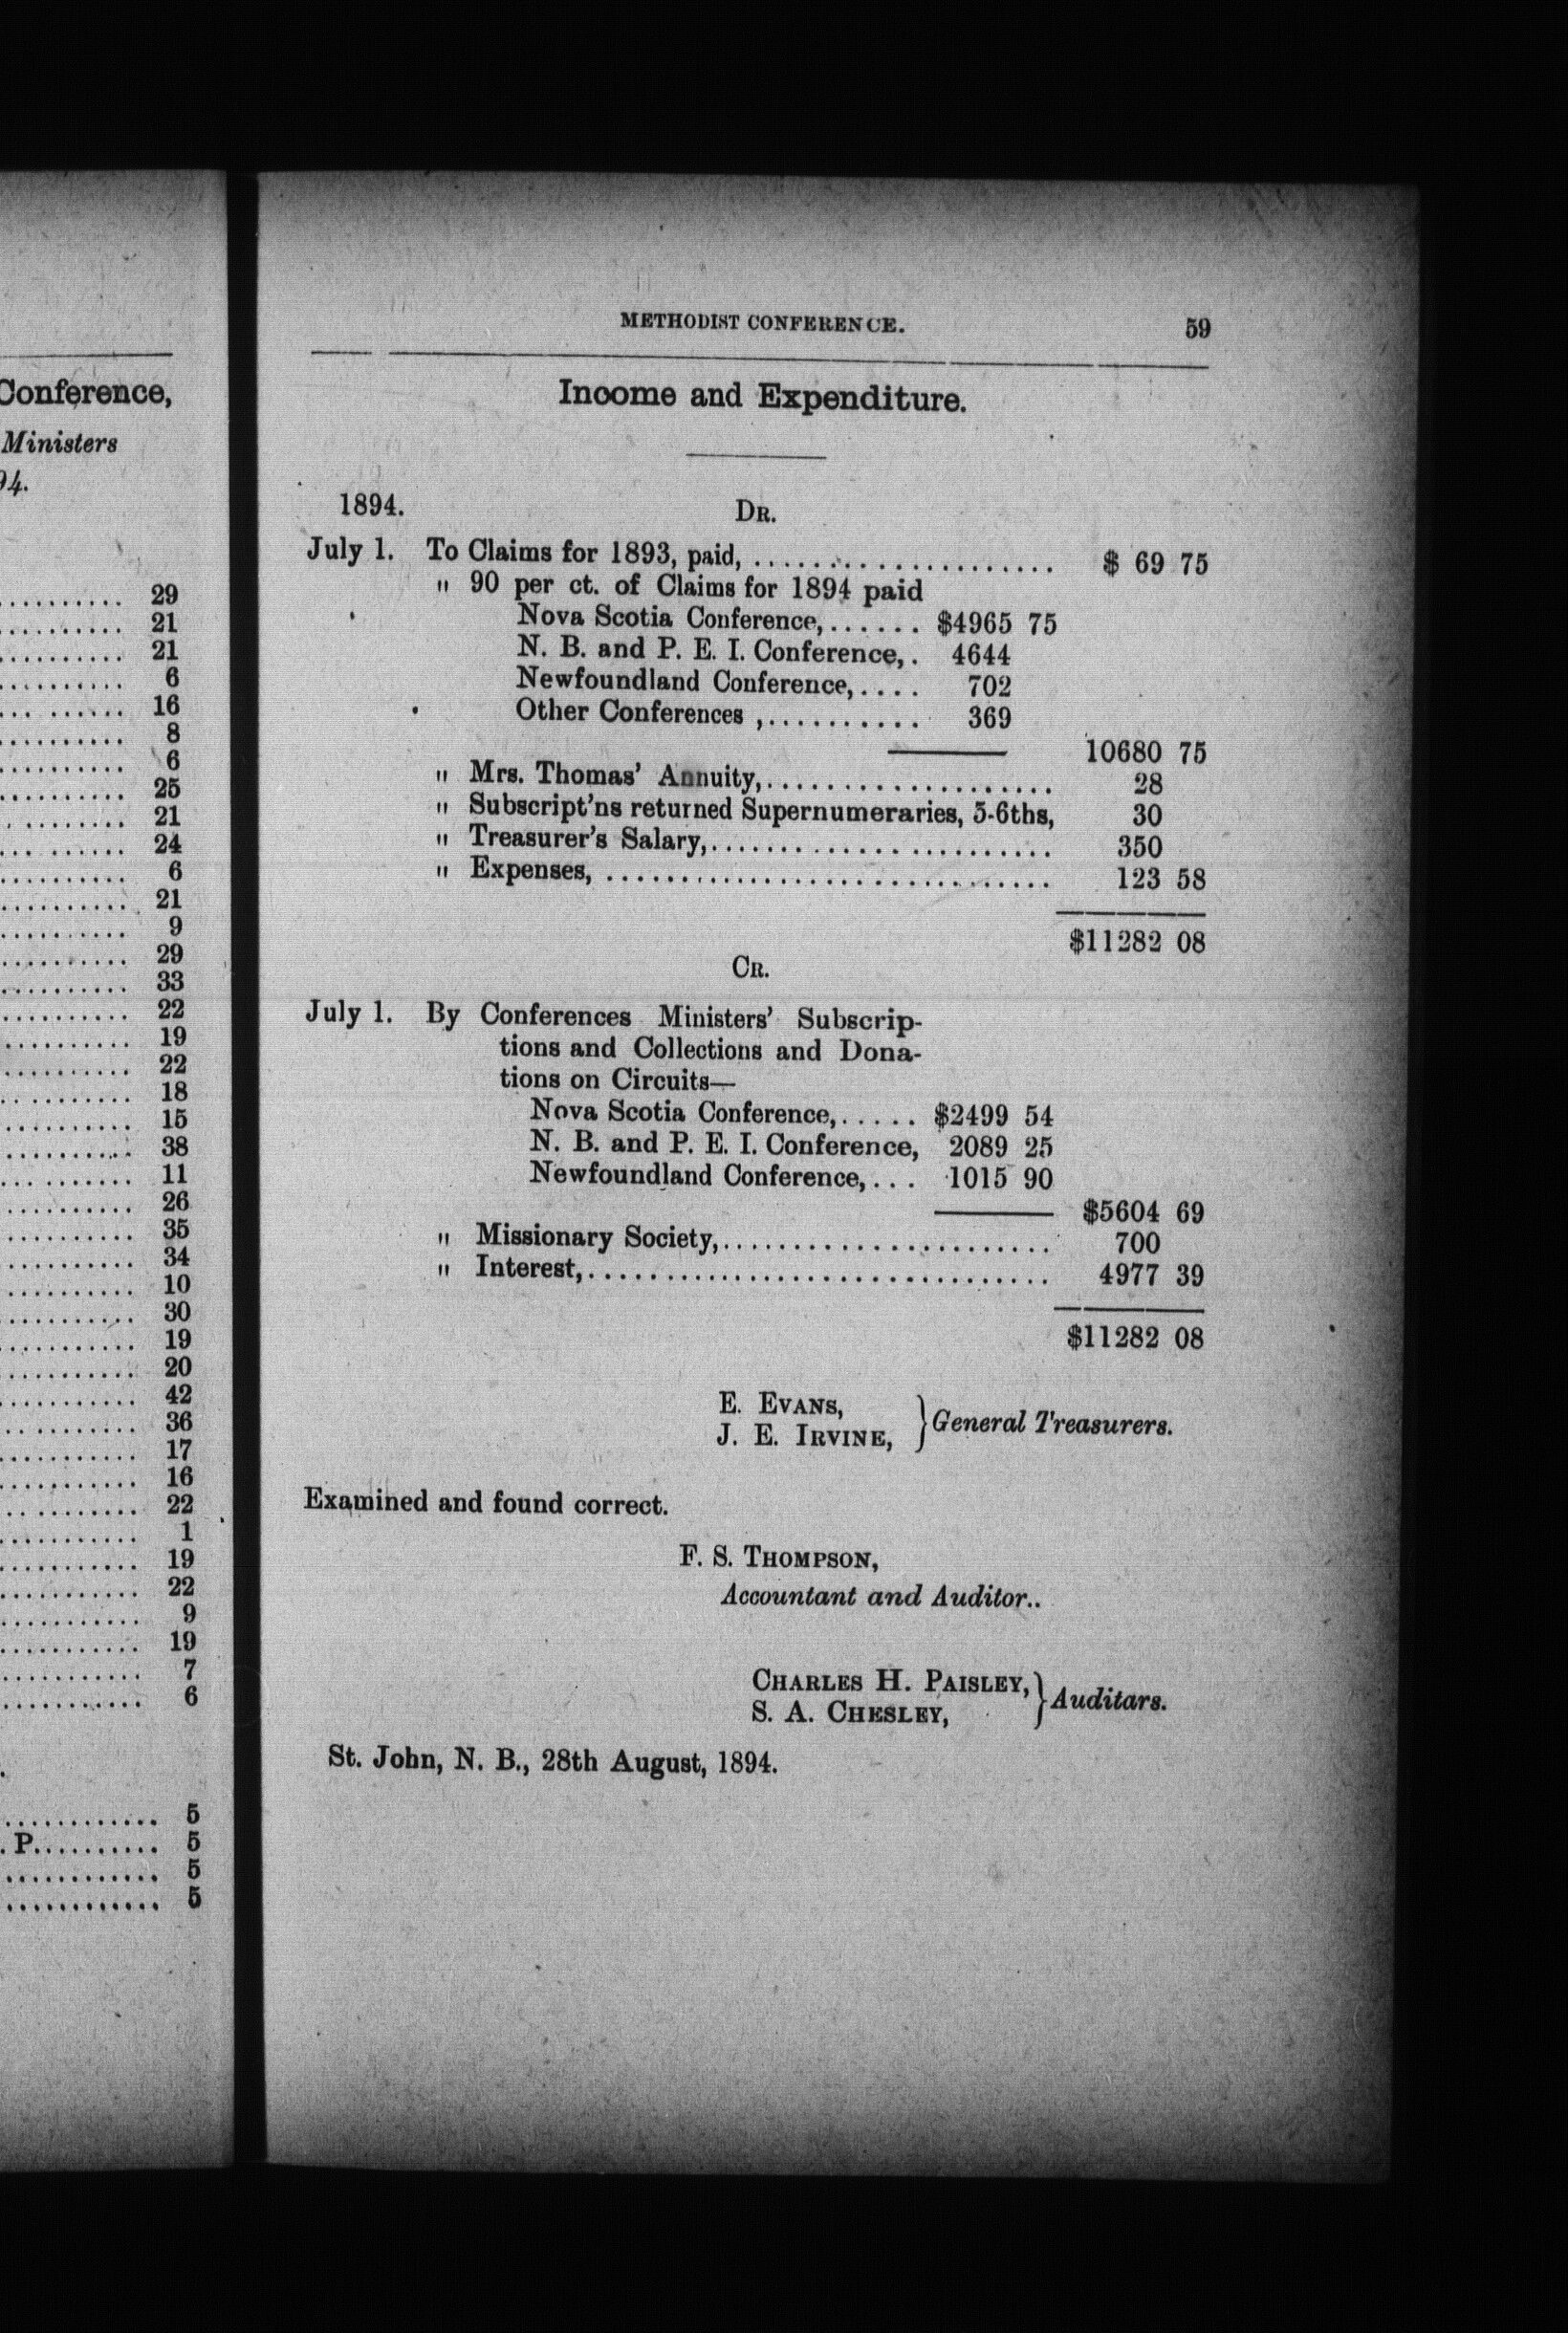 Conference,
Ministers
94.
.......... 29
.......... 21
.......... 21
.......... 6
... ...... 16
.......... 8
.......... 6
.......... 25
. ........ 21
... ...... 24
.......... 6
.......... 21
.......... 9
.......... 29
.......... 33
.......... 22
.......... 19
.......... 22
.......... 18
.......... 15
.......... 38
.......... 11
.......... 26
.......... 35
.......... 34
.......... 10
.......... 30
.......... 19
.......... 20
.......... 42
.......... 36
.......... 17
.......... 16
.......... 22
.......... 1
.......... 19
.......... 22
.......... 9
.......... 19
.......... 7
.......... 6
.
............ 5
. P.......... 5
............ 5
............ 5
METHODIST CONFERENCE. 59
Income and Expenditure.
1894. DR.
July 1. To Claims for 1893, paid, ...................... $ 69 75
" 90 per ct. of Claims for 1894 paid
Nova Scotia Conference,...... $4965 75
N. B. and P. E. I. Conference,. 4644
Newfoundland Conference,.... 702
Other Conferences ,.......... 369
10680 75
" Mrs. Thomas' Annuity,................... 28
" Subscript'ns returned Supernumeraries, 5-6ths, 30
" Treasurer's Salary,...................... 350
" Expenses, ............................. 123 58
$11282 08
CR.
July 1. By Conferences Ministers' Subscrip-
tions and Collections and Dona-
tions on Circuits—
Nova Scotia Conference,..... $2499 54
N. B. and P. E. I. Conference, 2089 25
Newfoundland Conference,... 1015 90
$5604 69
" Missionary Society,..................... 700
" Interest,.............................. 4977 39
$11282 08
E. EVANS,
J. E. IRVINE, } General Treasurers.
Examined and found correct.
F. S. THOMPSON,
Accountant and Auditor..
CHARLES H. PAISLEY,
S. A. CHESLEY, } Auditars.
St. John, N. B., 28th August, 1894.